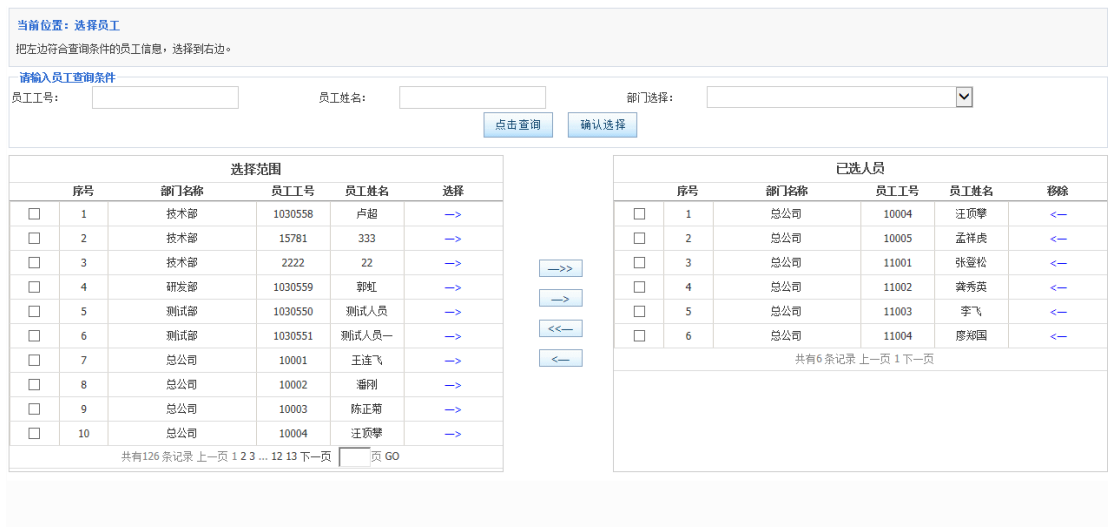 当前位置：选择员工
把左边符合查询条件的员工信息，选择到右边。
请输入员工查询条件
员工工号： 员工姓名： 部门选择：
点击查询 确认选择
选择范围
序号 部门名称 员工工号 员工姓名 选择
1 技术部 1030558 卢超 —>
2 技术部 15781 333 —>
3 技术部 2222 22 —>
4 研发部 1030559 郭虹 —>
5 测试部 1030550 测试人员 —>
6 测试部 1030551 测试人员一 —>
7 总公司 10001 王连飞 —>
8 总公司 10002 潘刚 —>
9 总公司 10003 陈正菊 —>
10 总公司 10004 汪顶攀 —>
共有126 条记录 上一页 1 2 3 ... 12 13 下一页 页 GO
—>>
—>
<<—
<—
已选人员
序号 部门名称 员工工号 员工姓名 移除
1 总公司 10004 汪顶攀 <—
2 总公司 10005 孟祥虎 <—
3 总公司 11001 张登松 <—
4 总公司 11002 龚秀英 <—
5 总公司 11003 李飞 <—
6 总公司 11004 廖郑国 <—
共有6 条记录 上一页 1 下一页